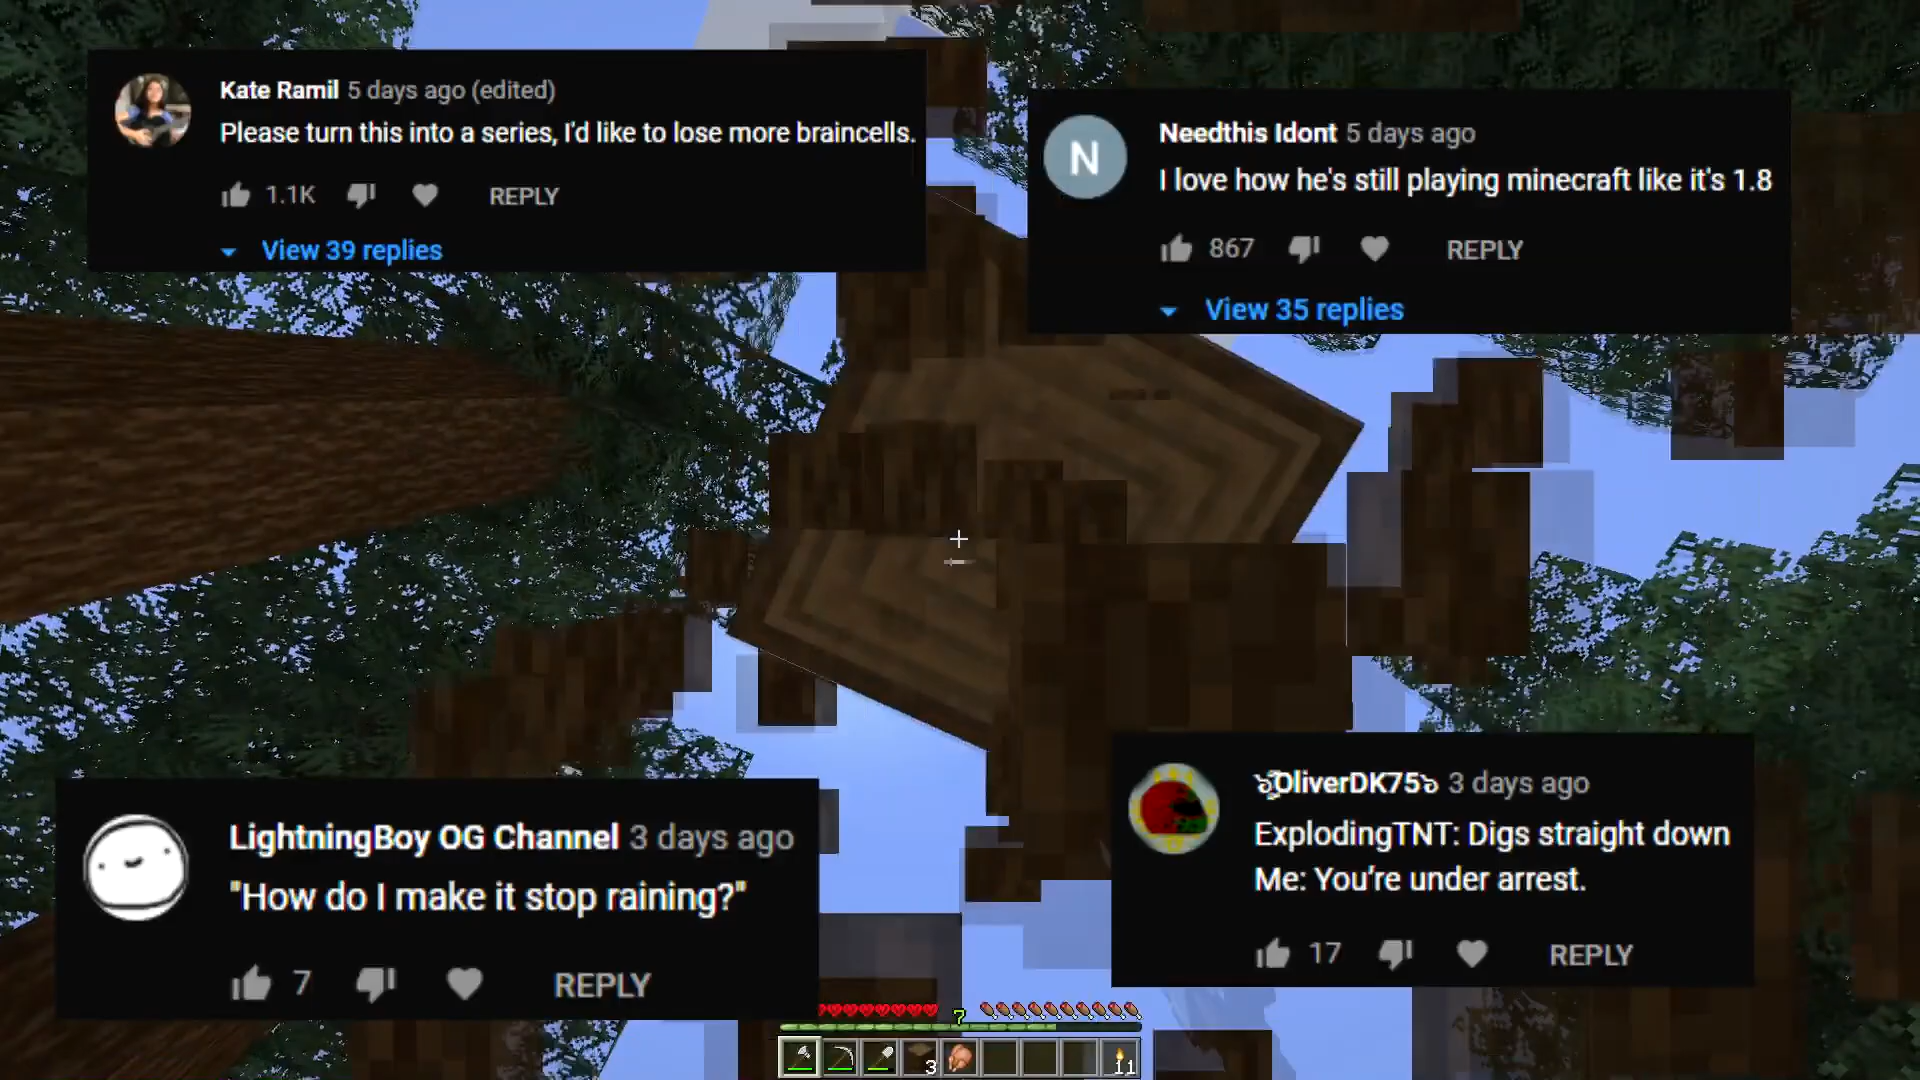 Kate Ramil 5 days ago (edited)
Please turn this into a series, I'd like to lose more braincells.
1.1K REPLY
View 39 replies
N
Needthis Idont 5 days ago
I love how he's still playing minecraft like it's 1.8
867 REPLY
View 35 replies
LightningBoy OG Channel 3 days ago
"How do I make it stop raining?"
7 REPLY
OliverDK75 3 days ago
ExplodingTNT: Digs straight down
Me: You're under arrest.
17 REPLY
7
3
11